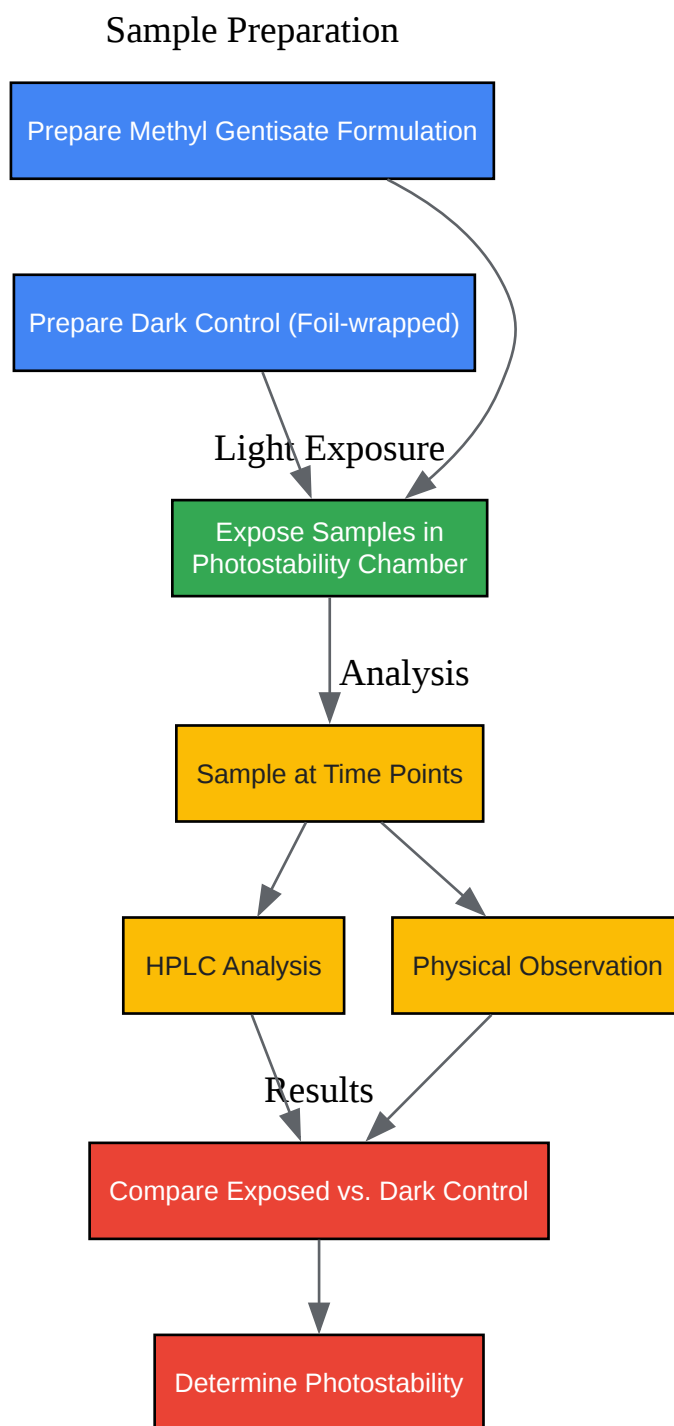 Sample Preparation
Prepare Methyl Gentisate Formulation
Prepare Dark Control (Foil-wrapped)
Light Exposure
Expose Samples in
Photostability Chamber
Analysis
Sample at Time Points
HPLC Analysis
Physical Observation
Results
Compare Exposed vs. Dark Control
Determine Photostability